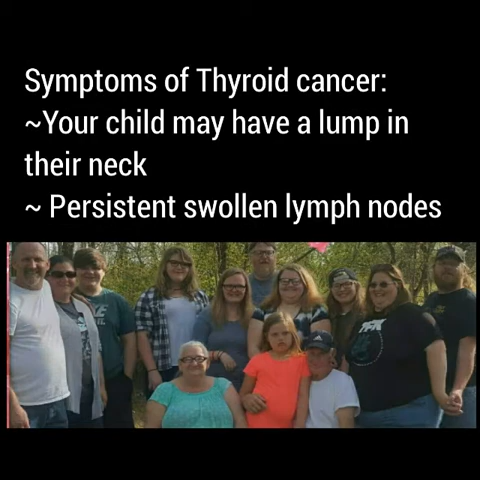 Symptoms of Thyroid cancer:
~Your child may have a lump in
their neck
~ Persistent swollen lymph nodes